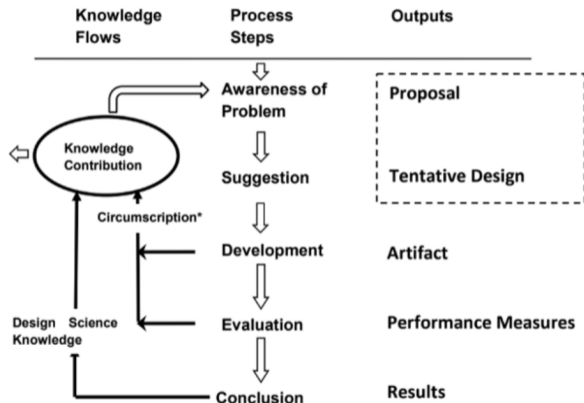 Knowledge Flows
Process Steps
Outputs
Awareness of Problem
Proposal
Knowledge Contribution
Suggestion
Tentative Design
Circumscription*
Development
Artifact
Design Science Knowledge
Evaluation
Performance Measures
Conclusion
Results